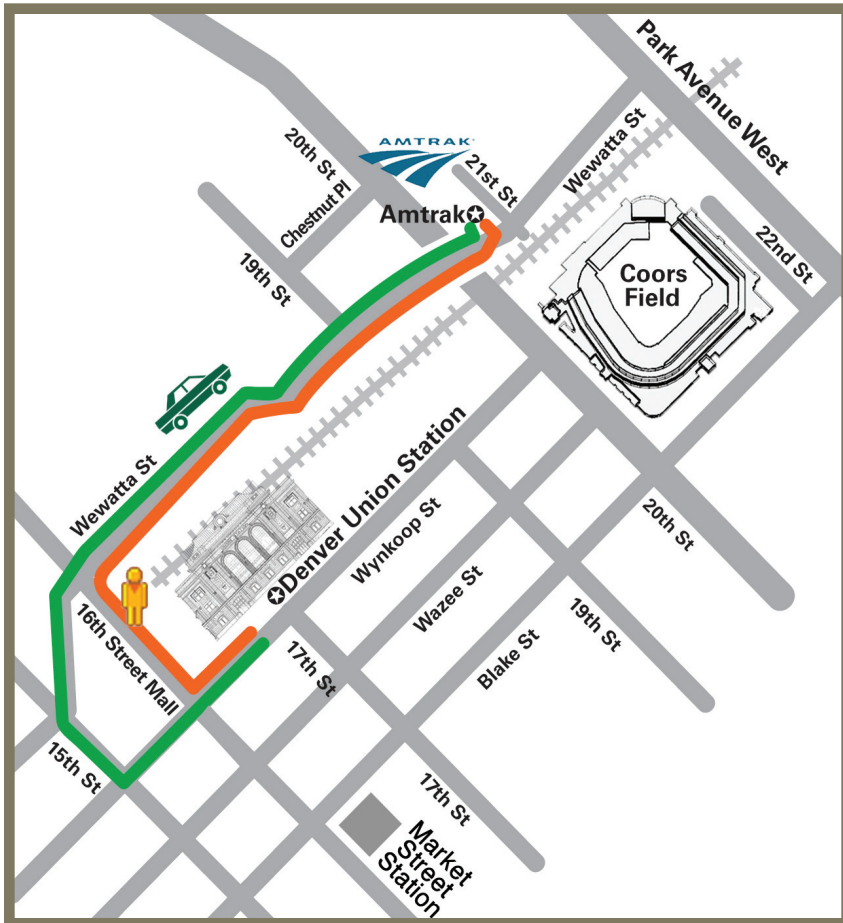 Park Avenue West
20th St
AMTRAK
21st St
Wewatta St
Chestnut Pl
Amtrak
19th St
22nd St
Coors
Field
Wewatta St
Denver Union Station
Wynkoop St
20th St
Wazee St
16th Street Mall
19th St
Blake St
17th St
15th St
17th St
Market
Street
Station